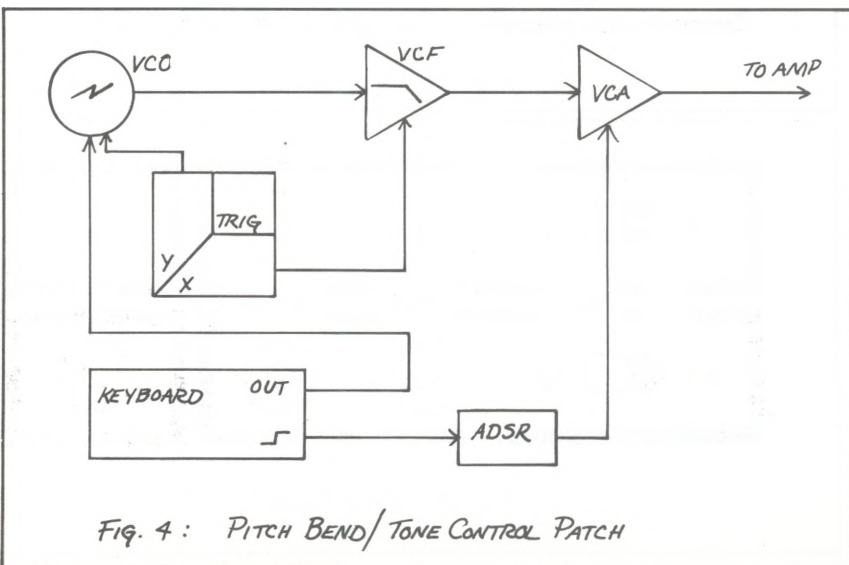 VCO
VCF
VCA
TO AMP
TRIG
Y
X
KEYBOARD
OUT
ADSR
FIG. 4 : PITCH BEND/TONE CONTROL PATCH